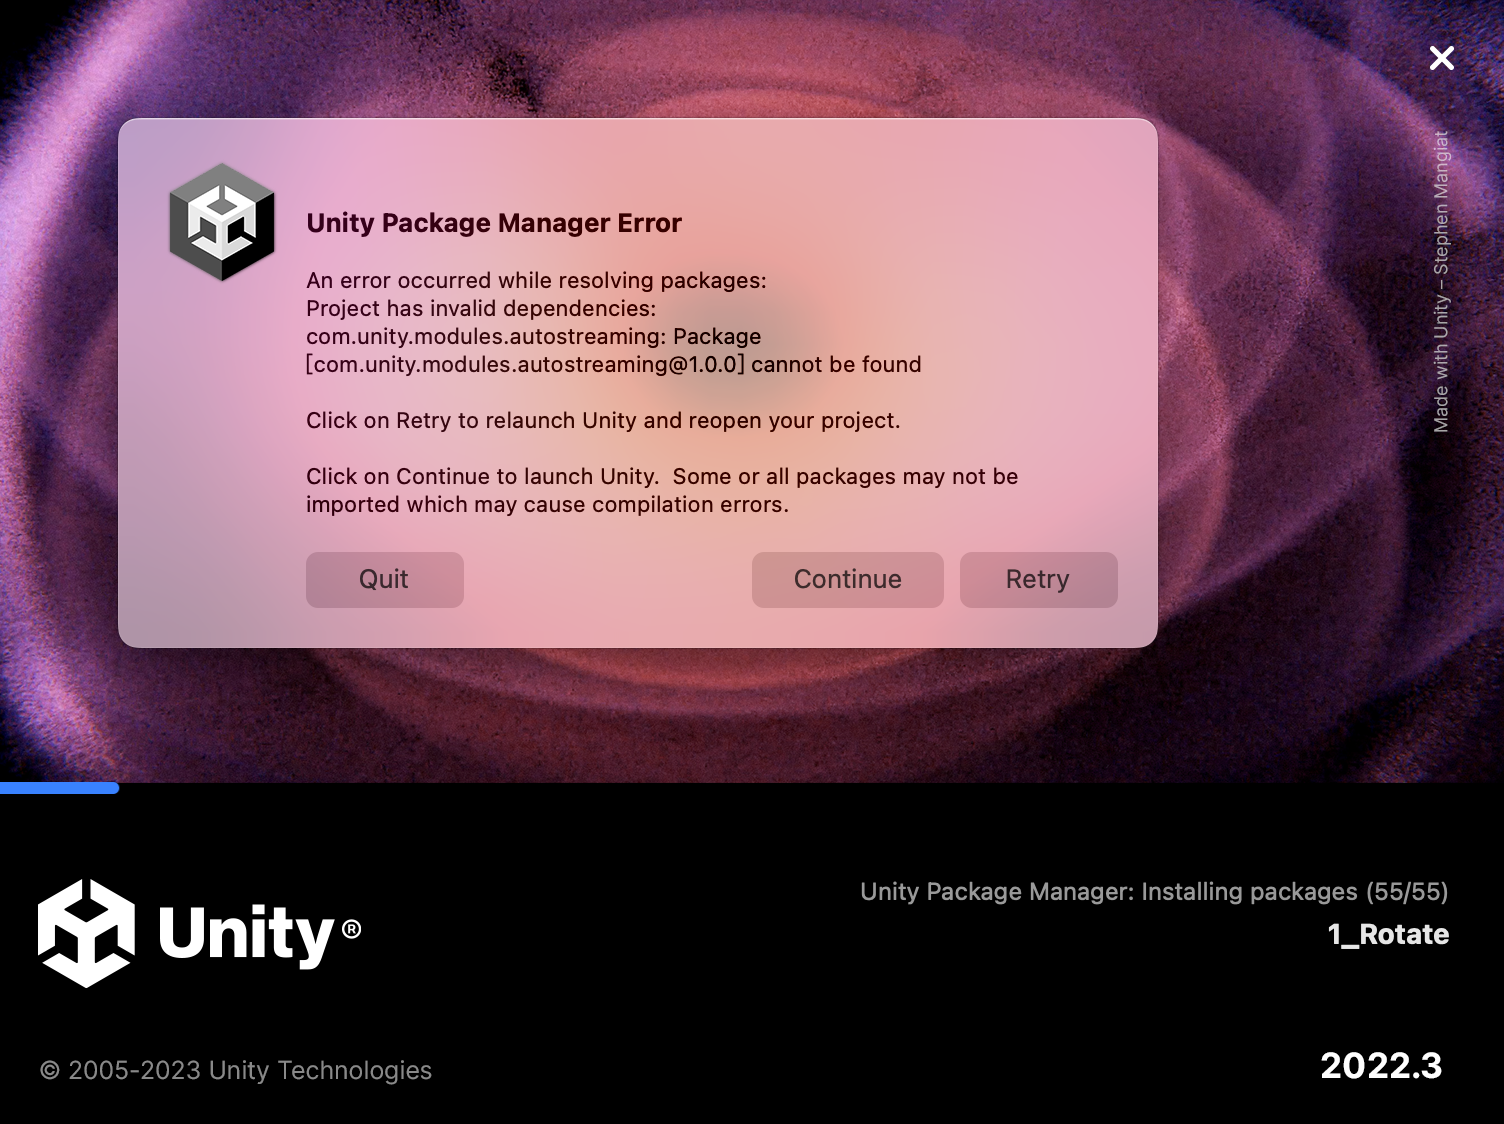 Made with Unity – Stephen Mangiat
Unity Package Manager Error
An error occurred while resolving packages:
Project has invalid dependencies:
com.unity.modules.autostreaming: Package
[com.unity.modules.autostreaming@1.0.0] cannot be found
Click on Retry to relaunch Unity and reopen your project.
Click on Continue to launch Unity.  Some or all packages may not be
imported which may cause compilation errors.
Quit
Continue
Retry
Unity®
Unity Package Manager: Installing packages (55/55)
1_Rotate
© 2005-2023 Unity Technologies
2022.3